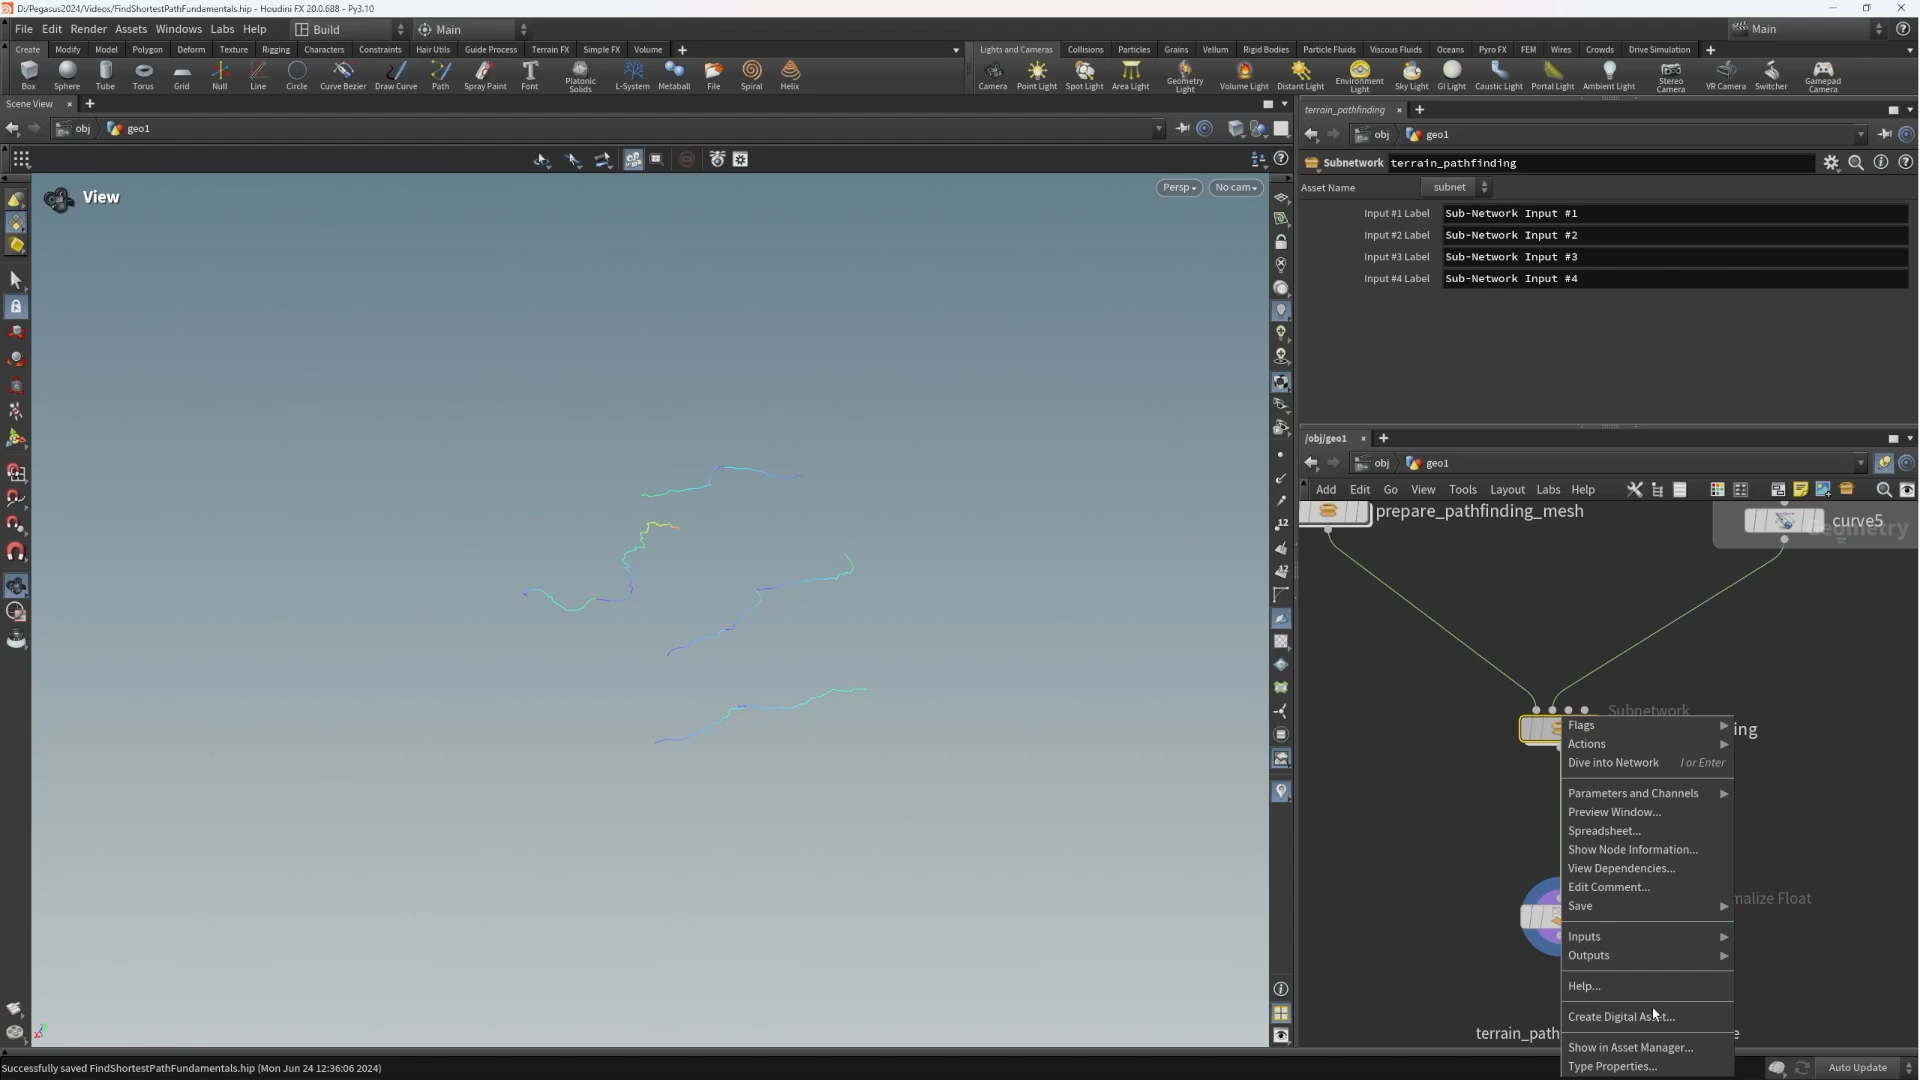 D:/Pegasus2024/Videos/FindShortestPathFundamentals.hip - Houdini FX 20.0.688 - Py3.10
File Edit Render Assets Windows Labs Help Build Main Main
Create Modify Model Polygon Deform Texture Rigging Characters Constraints Hair Utils Guide Process Terrain FX Simple FX Volume
Lights and Cameras Collisions Particles Grains Vellum Rigid Bodies Particle Fluids Viscous Fluids Oceans Pyro FX FEM Wires Crowds Drive Simulation
Box Sphere Tube Torus Grid Null Line Circle Curve Bezier Draw Curve Path Spray Paint Font Platonic Solids L-System Metaball File Spiral Helix
Camera Point Light Spot Light Area Light Geometry Light Volume Light Distant Light Environment Light Sky Light GI Light Caustic Light Portal Light Ambient Light Stereo Camera VR Camera Switcher Gamepad Camera
Scene View
obj geo1
View
Persp No cam
terrain_pathfinding
obj geo1
Subnetwork terrain_pathfinding
Asset Name subnet
Input #1 Label Sub-Network Input #1
Input #2 Label Sub-Network Input #2
Input #3 Label Sub-Network Input #3
Input #4 Label Sub-Network Input #4
/obj/geo1
obj geo1
Add Edit Go View Tools Layout Labs Help
prepare_pathfinding_mesh
curve5
Geometry
Subnetwork
ing
Flags
Actions
Dive into Network I or Enter
Parameters and Channels
Preview Window...
Spreadsheet...
Show Node Information...
View Dependencies...
Edit Comment...
Save
Inputs
Outputs
Help...
Create Digital Asset...
Show in Asset Manager...
Type Properties...
malize Float
terrain_path
e
12
12
Successfully saved FindShortestPathFundamentals.hip (Mon Jun 24 12:36:06 2024)
Auto Update